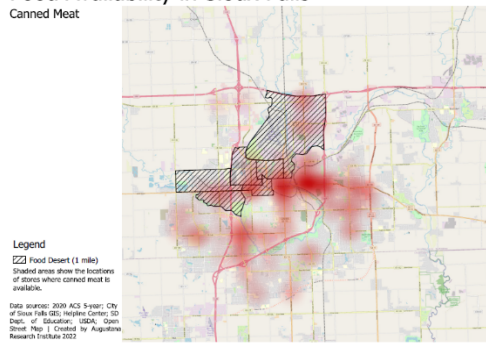 Canned Meat
Legend
Food Desert (1 mile)
Shaded areas show the locations
of stores where canned meat is
available.
Data sources: 2020 ACS 5-year; City
of Sioux Falls GIS; Helpline Center; SD
Dept. of Education; USDA; Open
Street Map | Created by Augustana
Research Institute 2022